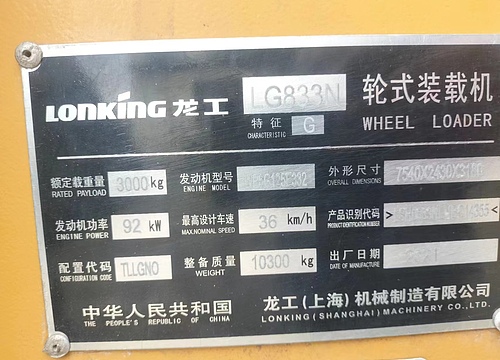 LONKING 龙工 LG833N 轮式装载机
特征 G WHEEL LOADER
CHARACTERISTIC
额定载重量 3000kg 发动机型号 外形尺寸
RATED PAYLOAD ENGINE MODEL OVERALL DIMENSIONS
发动机功率 92 kW 最高设计车速 36 km/h 产品识别代码 > <
ENGINE POWER MAX.NOMINAL SPEED PRODUCT IDENTIFICATION NUMBER
配置代码 TLLGNO 整备质量 10300 kg 出厂日期
CONFIGURATION CODE WEIGHT DATE OF MANUFACTURE
中华人民共和国 龙工(上海)机械制造有限公司
THE PEOPLE'S REPUBLIC OF CHINA LONKING (SHANGHAI) MACHINERY CO.,LTD.